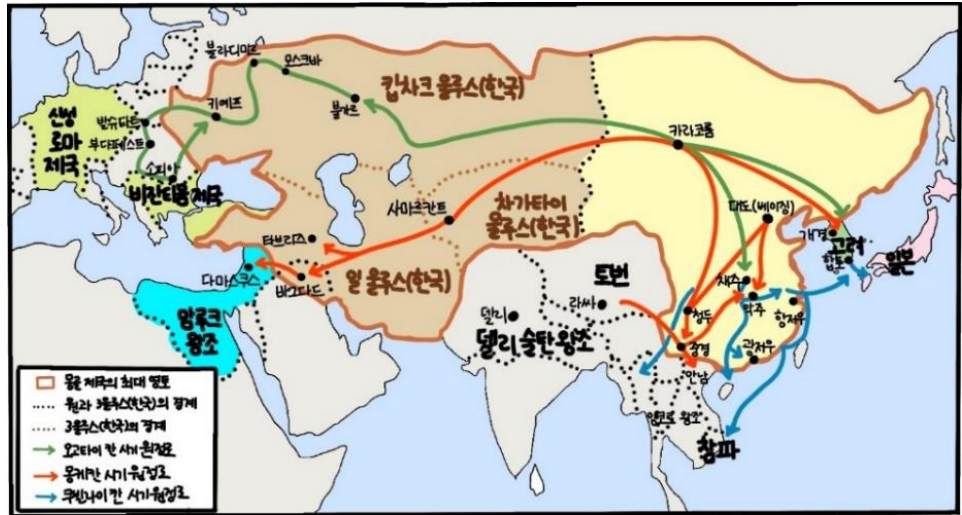 블라디미르
모스크바
불가르
킵차크 울루스(한국)
키예프
신성
로마
제국
발슈타트
부다페스트
소피아
비잔티움 제국
카라코룸
사마르칸트
차가타이
울루스(한국)
대도(베이징)
개경
고려
합포
일본
타브리즈
다마스쿠스
바그다드
일 울루스(한국)
맘루크
왕조
토번
라싸
델리
델리 술탄 왕조
청두
중경
악주
항저우
광저우
안남
참파
몽골 제국의 최대 영토
원과 3울루스(한국)의 경계
3울루스(한국)의 경계
오고타이 칸 시기 원정로
몽케칸 시기 원정로
쿠빌라이 칸 시기 원정로